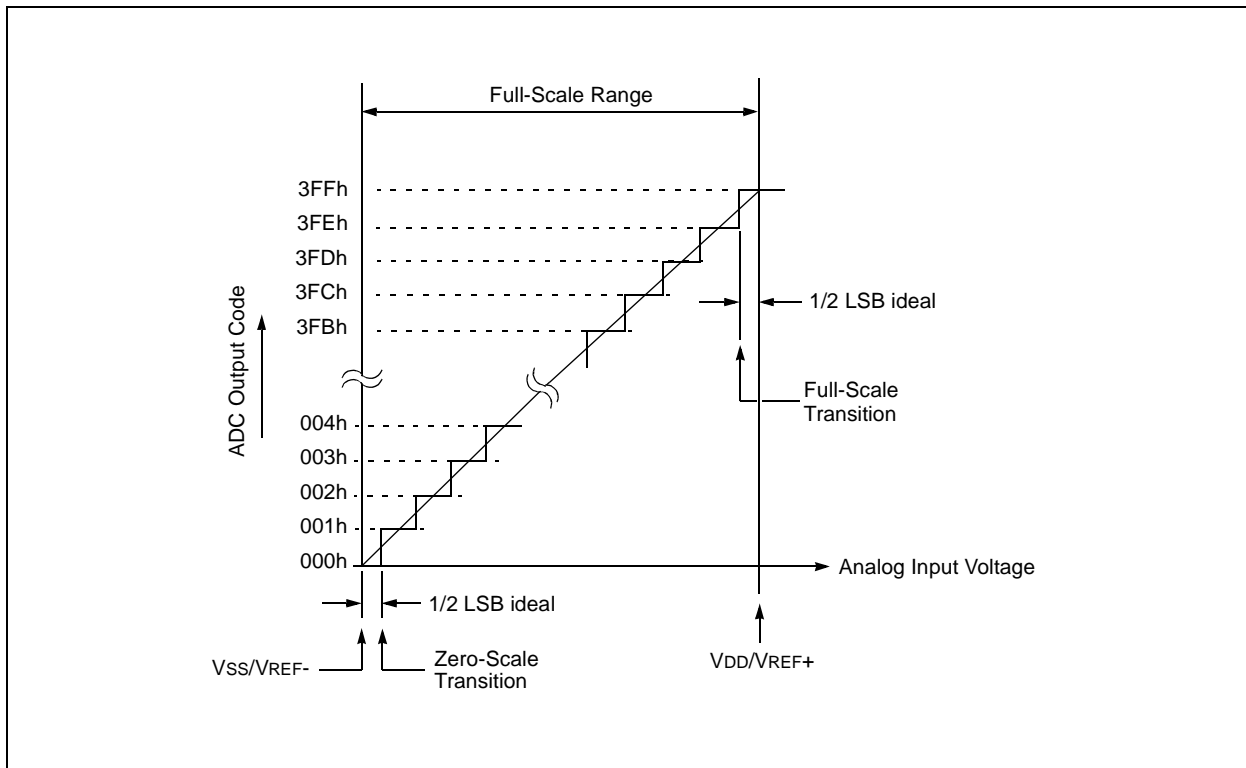 Full-Scale Range
3FFh
3FEh
3FDh
3FCh
3FBh
1/2 LSB ideal
ADC Output Code
Full-Scale
Transition
004h
003h
002h
001h
000h
Analog Input Voltage
1/2 LSB ideal
VSS/VREF-
Zero-Scale
Transition
VDD/VREF+